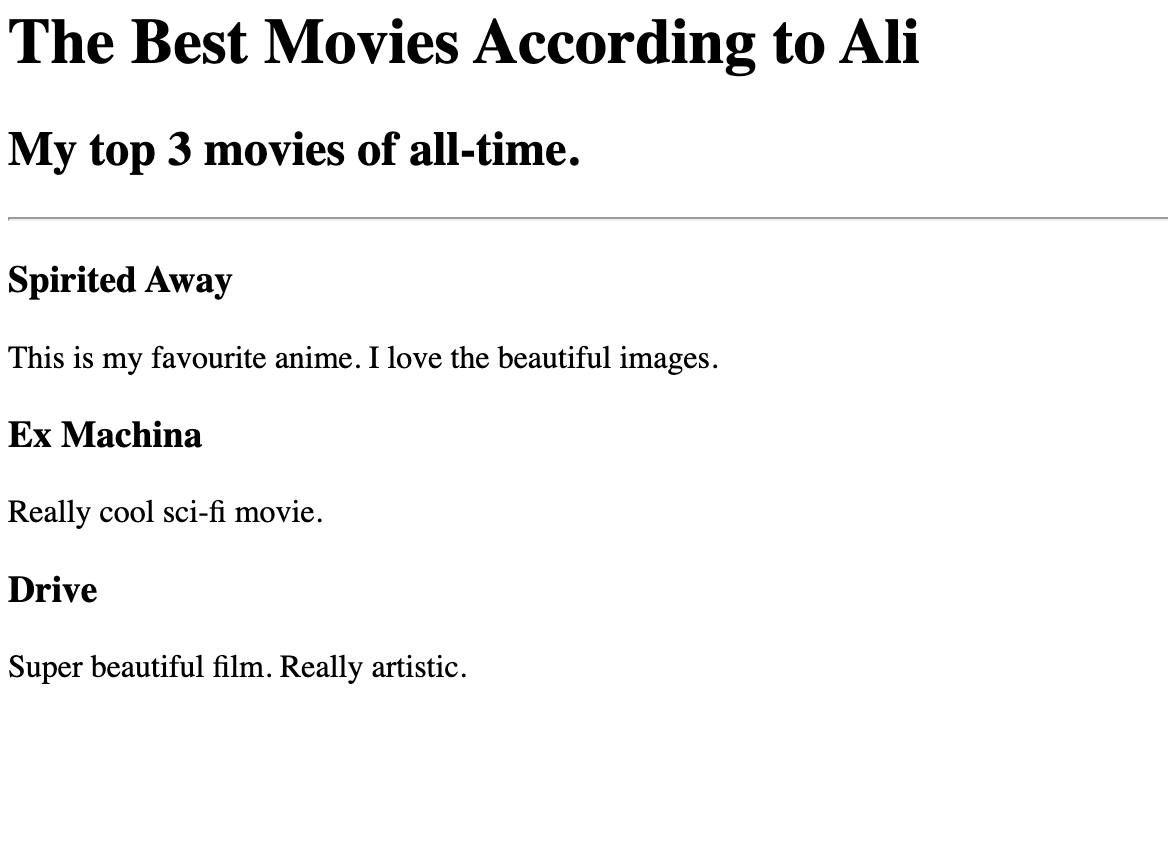 The Best Movies According to Ali
My top 3 movies of all-time.
Spirited Away
This is my favourite anime. I love the beautiful images.
Ex Machina
Really cool sci-fi movie.
Drive
Super beautiful film. Really artistic.